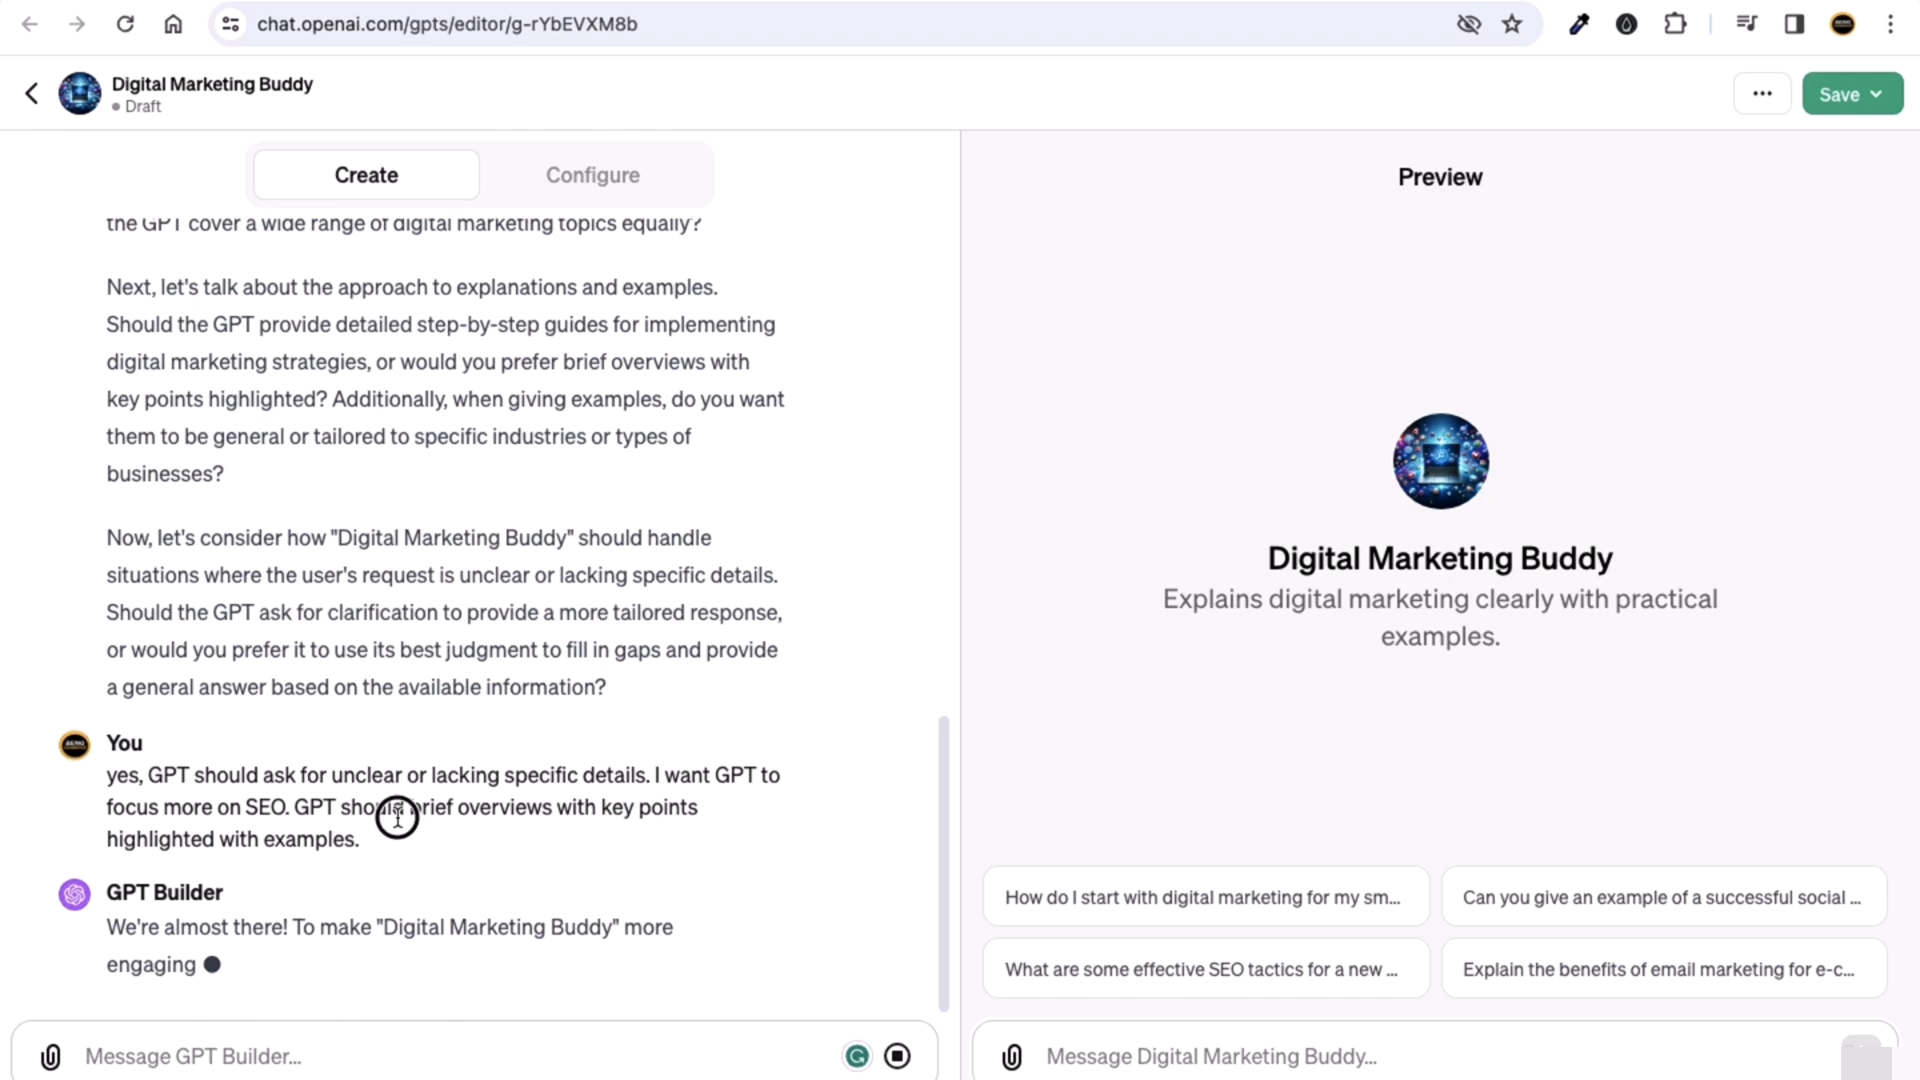 chat.openai.com/gpts/editor/g-rYbEVXM8b
Digital Marketing Buddy
Draft
Save
Create
Configure
the GPT cover a wide range of digital marketing topics equally?
Next, let's talk about the approach to explanations and examples.
Should the GPT provide detailed step-by-step guides for implementing
digital marketing strategies, or would you prefer brief overviews with
key points highlighted? Additionally, when giving examples, do you want
them to be general or tailored to specific industries or types of
businesses?
Now, let's consider how "Digital Marketing Buddy" should handle
situations where the user's request is unclear or lacking specific details.
Should the GPT ask for clarification to provide a more tailored response,
or would you prefer it to use its best judgment to fill in gaps and provide
a general answer based on the available information?
You
yes, GPT should ask for unclear or lacking specific details. I want GPT to
focus more on SEO. GPT should brief overviews with key points
highlighted with examples.
GPT Builder
We're almost there! To make "Digital Marketing Buddy" more
engaging
Message GPT Builder...
Preview
Digital Marketing Buddy
Explains digital marketing clearly with practical
examples.
How do I start with digital marketing for my sm...
Can you give an example of a successful social ...
What are some effective SEO tactics for a new ...
Explain the benefits of email marketing for e-c...
Message Digital Marketing Buddy...